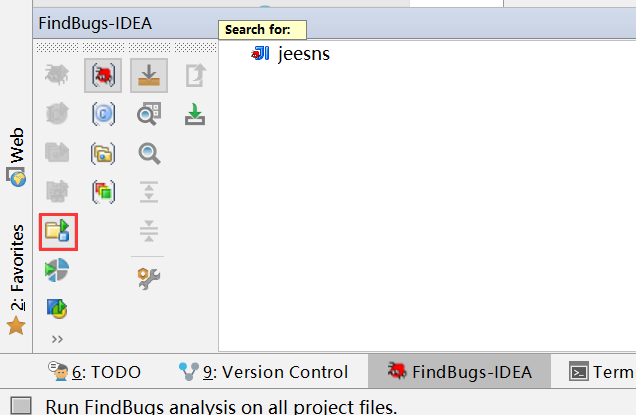 FindBugs-IDEA
Search for:
jeesns
Web
2: Favorites
6: TODO
9: Version Control
FindBugs-IDEA
Term
Run FindBugs analysis on all project files.